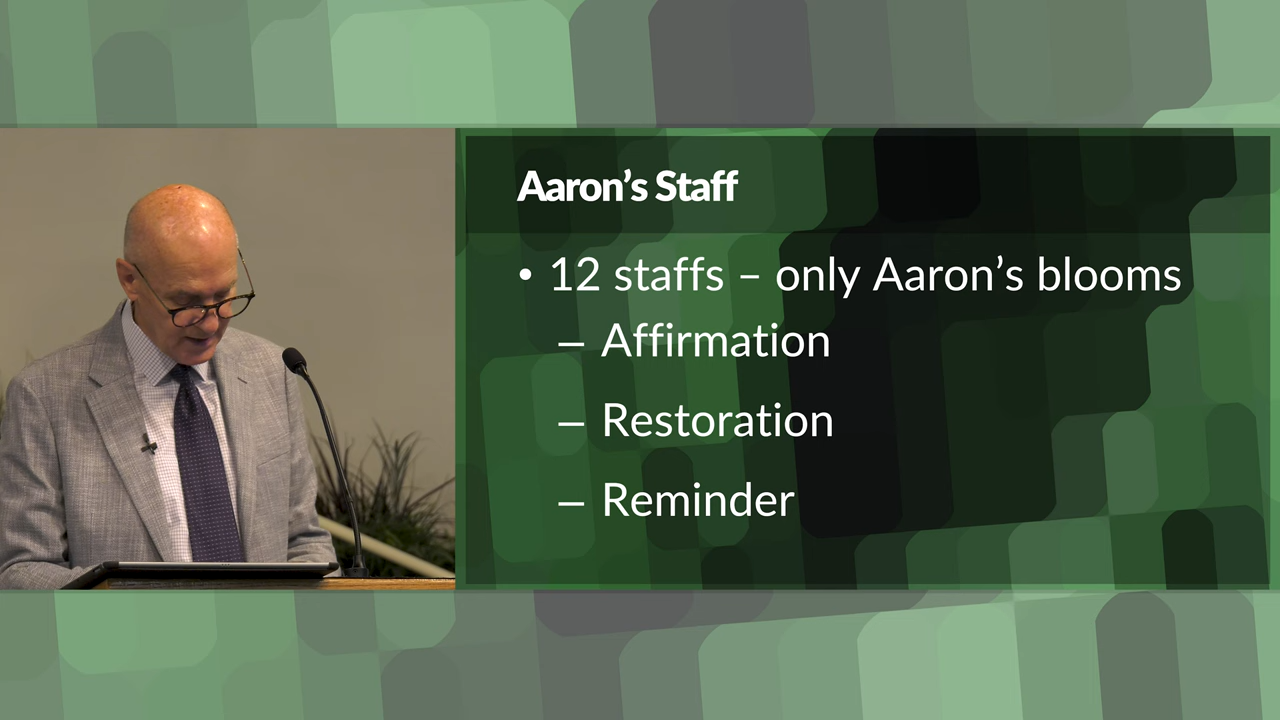 Aaron’s Staff
• 12 staffs – only Aaron’s blooms
– Affirmation
– Restoration
– Reminder